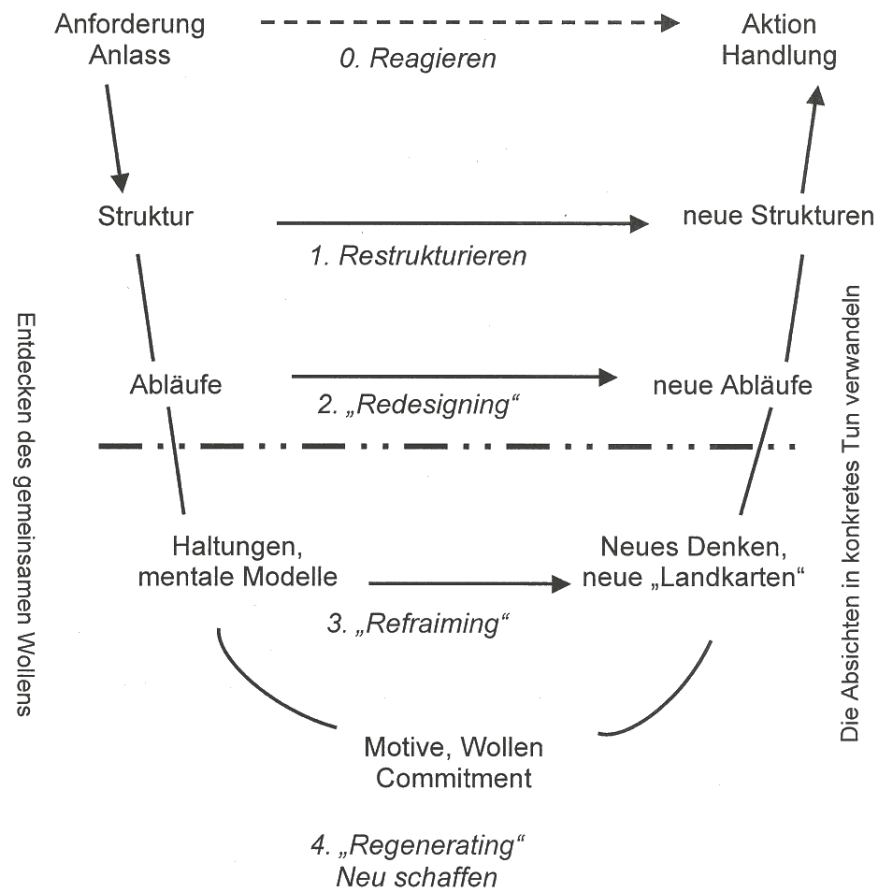 Anforderung
Anlass
0. Reagieren
Aktion
Handlung
Struktur
1. Restrukturieren
neue Strukturen
Abläufe
2. „Redesigning“
neue Abläufe
Haltungen,
mentale Modelle
3. „Refraiming“
Neues Denken,
neue „Landkarten“
Motive, Wollen
Commitment
4. „Regenerating“
Neu schaffen
Entdecken des gemeinsamen Wollens
Die Absichten in konkretes Tun verwandeln